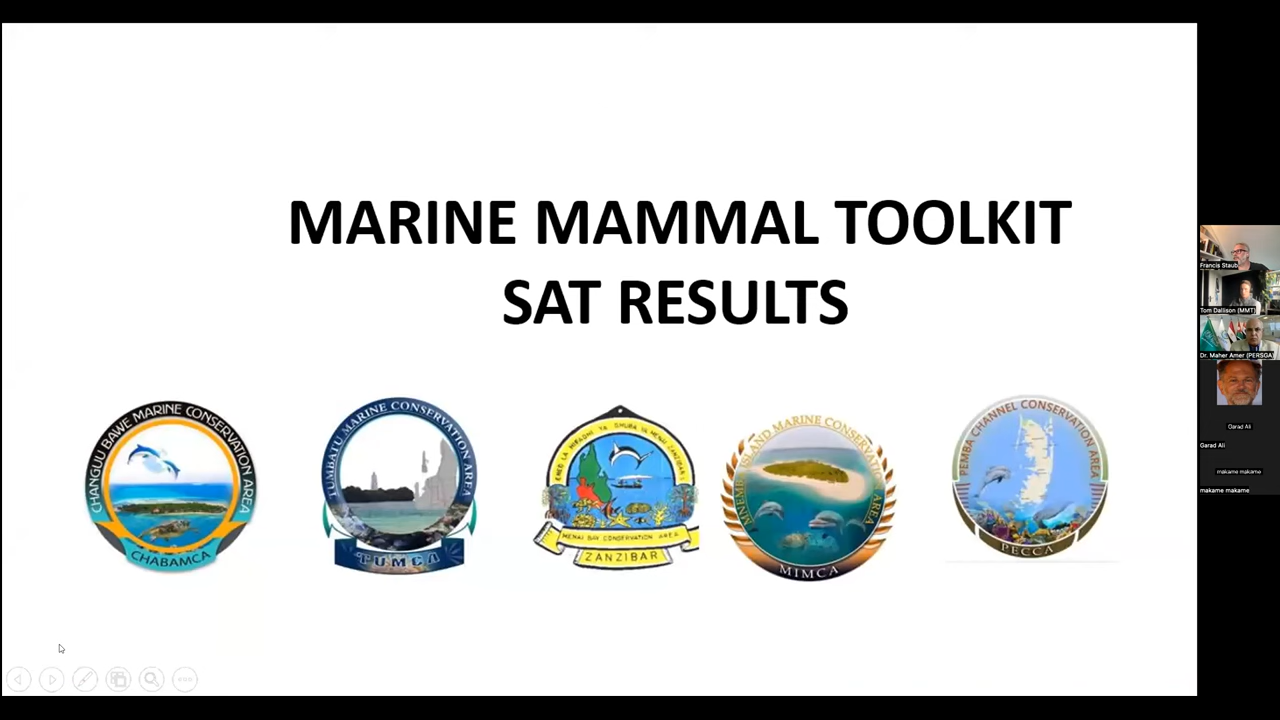 MARINE MAMMAL TOOLKIT
SAT RESULTS
CHANGUU BAWE MARINE CONSERVATION AREA
CHABAMCA
TUMBATU MARINE CONSERVATION AREA
TUMCA
MENAI BAY CONSERVATION AREA
ZANZIBAR
ISLAND MARINE CONSERVATION AREA
MIMCA
PEMBA CHANNEL CONSERVATION AREA
PECCA
Francis Staub
Tom Dallison (MMT)
Dr. Maher Amer (PERSGA)
Garad Ali
Garad Ali
makame makame
makame makame